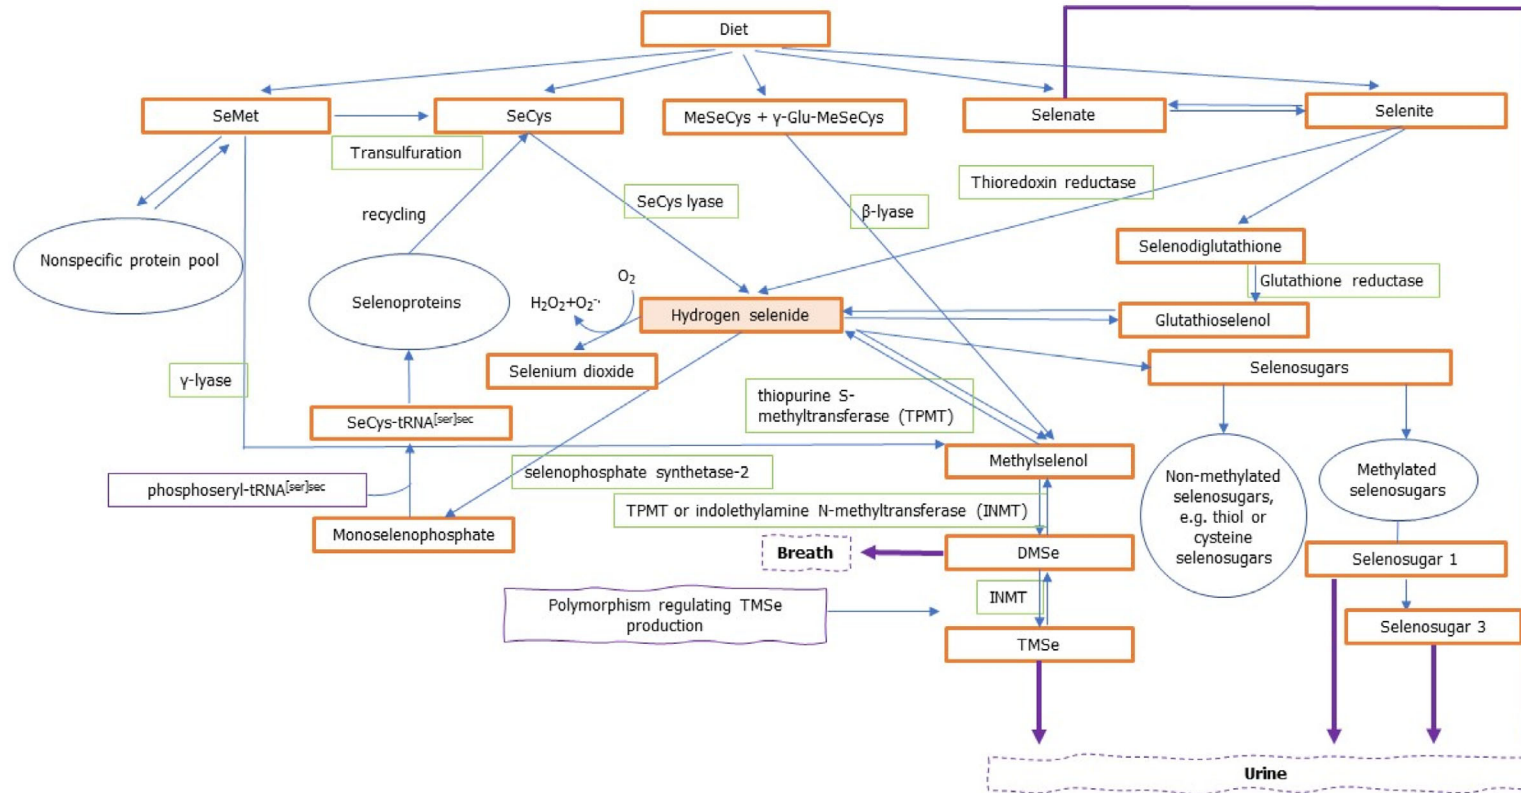 Diet
SeMet
SeCys
MeSeCys + γ-Glu-MeSeCys
Selenate
Selenite
Transulfuration
Thioredoxin reductase
recycling
SeCys lyase
β-lyase
Selenodiglutathione
Nonspecific protein pool
Glutathione reductase
O₂
Selenoproteins
H₂O₂+O₂⁻·
Hydrogen selenide
Glutathioselenol
Selenium dioxide
Selenosugars
γ-lyase
thiopurine S-
methyltransferase (TPMT)
SeCys-tRNA[ser]sec
Methylselenol
selenophosphate synthetase-2
phosphoseryl-tRNA[ser]sec
Non-methylated
selenosugars,
e.g. thiol or
cysteine
selenosugars
Methylated
selenosugars
TPMT or indolethylamine N-methyltransferase (INMT)
Monoselenophosphate
Breath
DMSe
Selenosugar 1
INMT
Polymorphism regulating TMSe
production
Selenosugar 3
TMSe
Urine